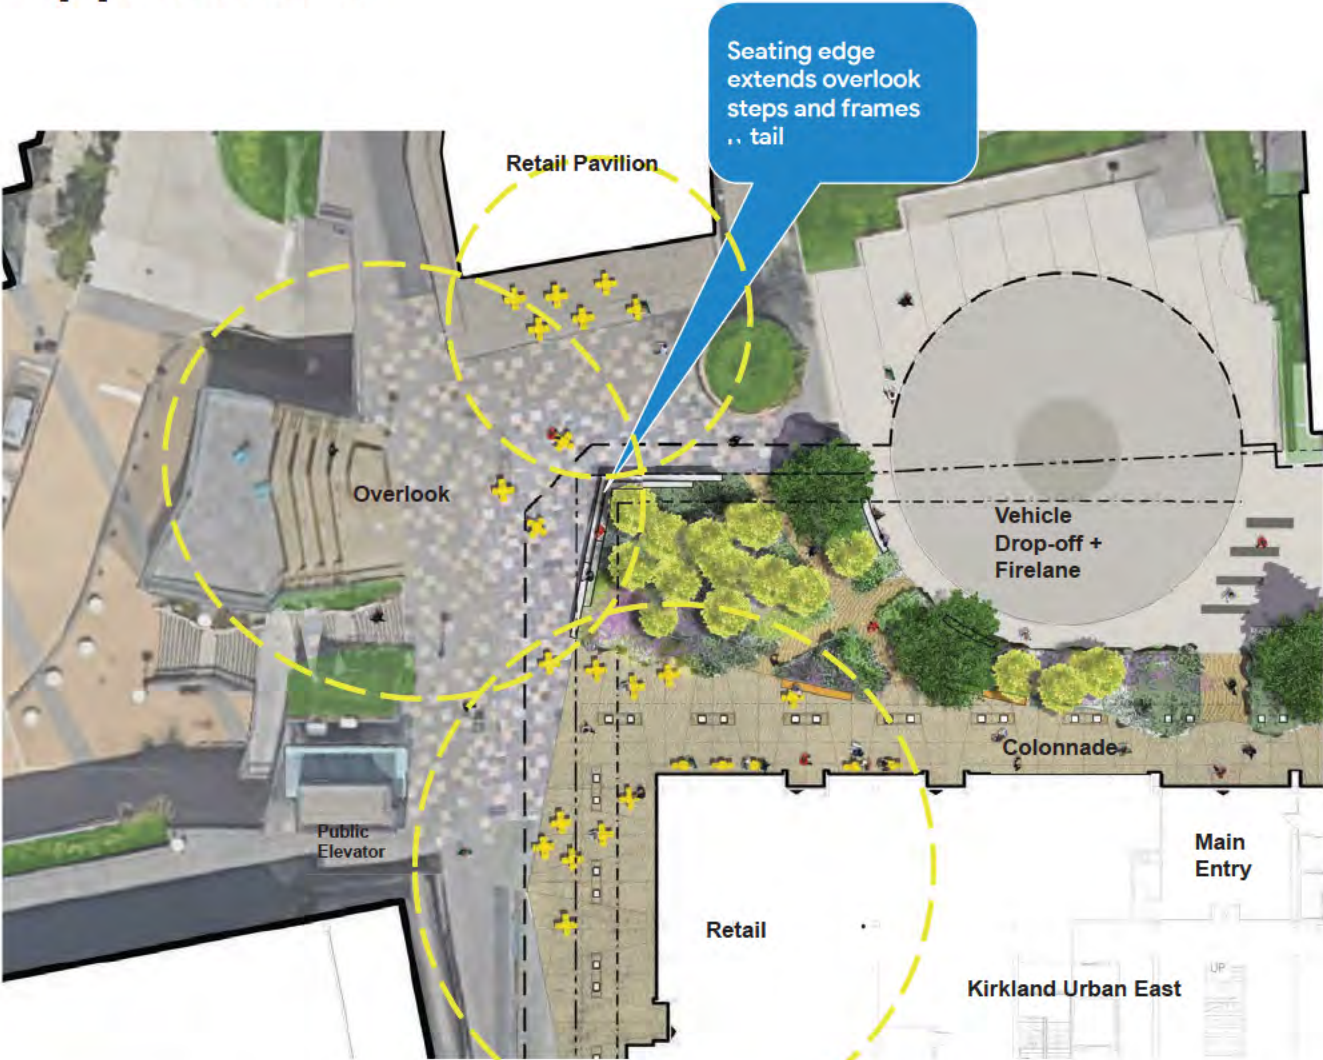 Seating edge
extends overlook
steps and frames
tail
Retail Pavilion
Overlook
Vehicle
Drop-off +
Firelane
Colonnade
Public
Elevator
Main
Entry
Retail
UP
Kirkland Urban East